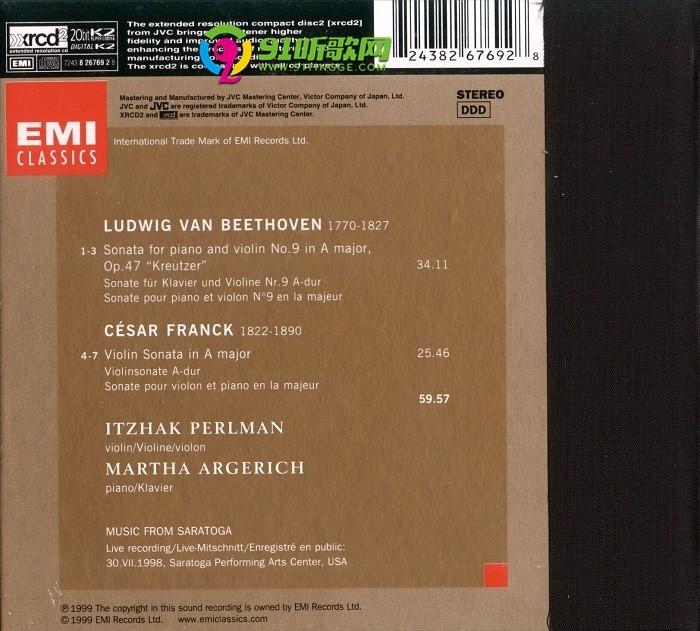 xrcd2
extended resolution cd
20bit K2
DIGITAL K2
EMI
7243 8 26769 2 8
The extended resolution compact disc2 [xrcd2]
from JVC brings
fidelity and improved
enhancing the
manufacturing
The xrcd2 is
91听歌网
24382 67692 8
Mastering and Manufactured by JVC Mastering Center, Victor Company of Japan, Ltd.
JVC and JVC are registered trademarks of Victor Company of Japan, Ltd.
XRCD2 and xrcd are trademarks of JVC Mastering Center.
STEREO
DDD
EMI
CLASSICS
International Trade Mark of EMI Records Ltd.
LUDWIG VAN BEETHOVEN 1770-1827
1-3 Sonata for piano and violin No.9 in A major,
Op.47 “Kreutzer” 34.11
Sonate für Klavier und Violine Nr.9 A-dur
Sonate pour piano et violon N°9 en la majeur
CÉSAR FRANCK 1822-1890
4-7 Violin Sonata in A major 25.46
Violinsonate A-dur
Sonate pour violon et piano en la majeur
59.57
ITZHAK PERLMAN
violin/Violine/violon
MARTHA ARGERICH
piano/Klavier
MUSIC FROM SARATOGA
Live recording/Live-Mitschnitt/Enregistré en public:
30.VII.1998, Saratoga Performing Arts Center, USA
℗ 1999 The copyright in this sound recording is owned by EMI Records Ltd.
© 1999 EMI Records Ltd. www.emiclassics.com